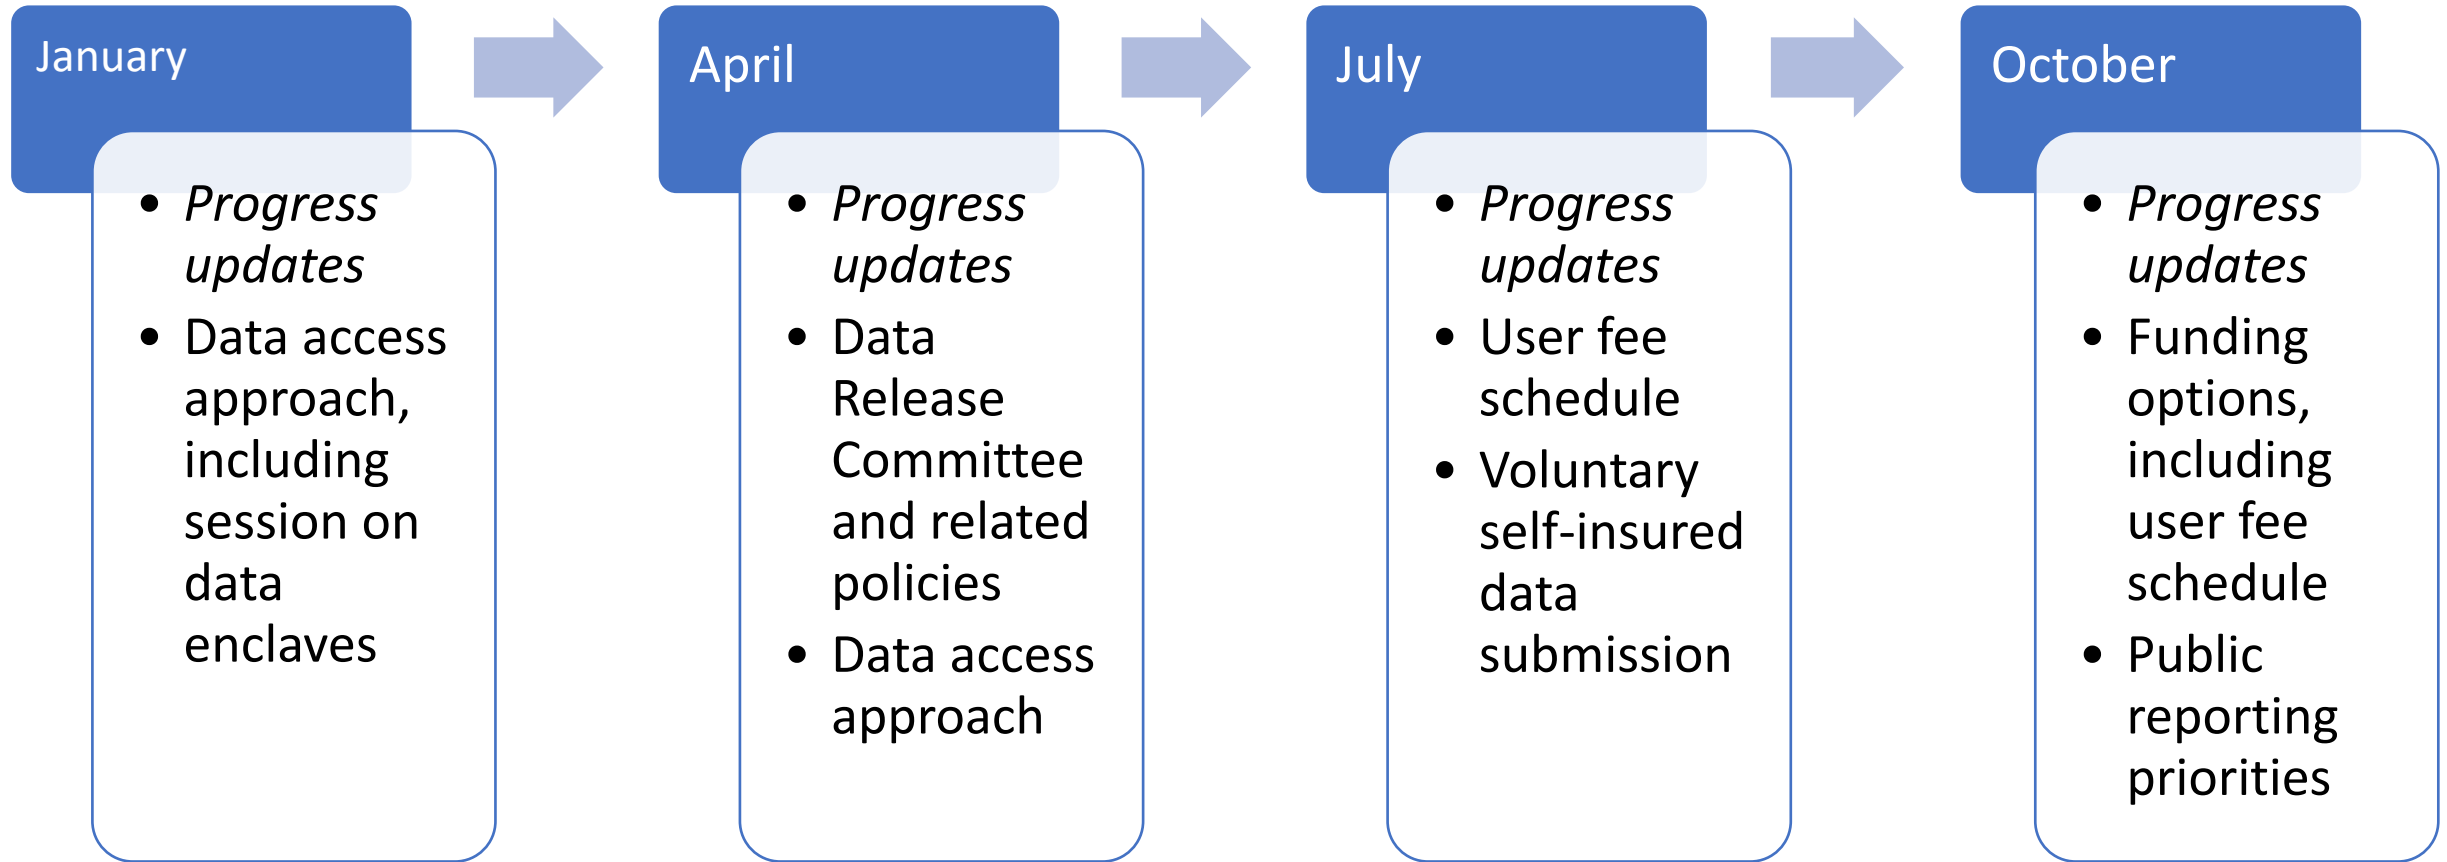 January
• Progress
updates
• Data access
approach,
including
session on
data
enclaves
April
• Progress
updates
• Data
Release
Committee
and related
policies
• Data access
approach
July
• Progress
updates
• User fee
schedule
• Voluntary
self-insured
data
submission
October
• Progress
updates
• Funding
options,
including
user fee
schedule
• Public
reporting
priorities